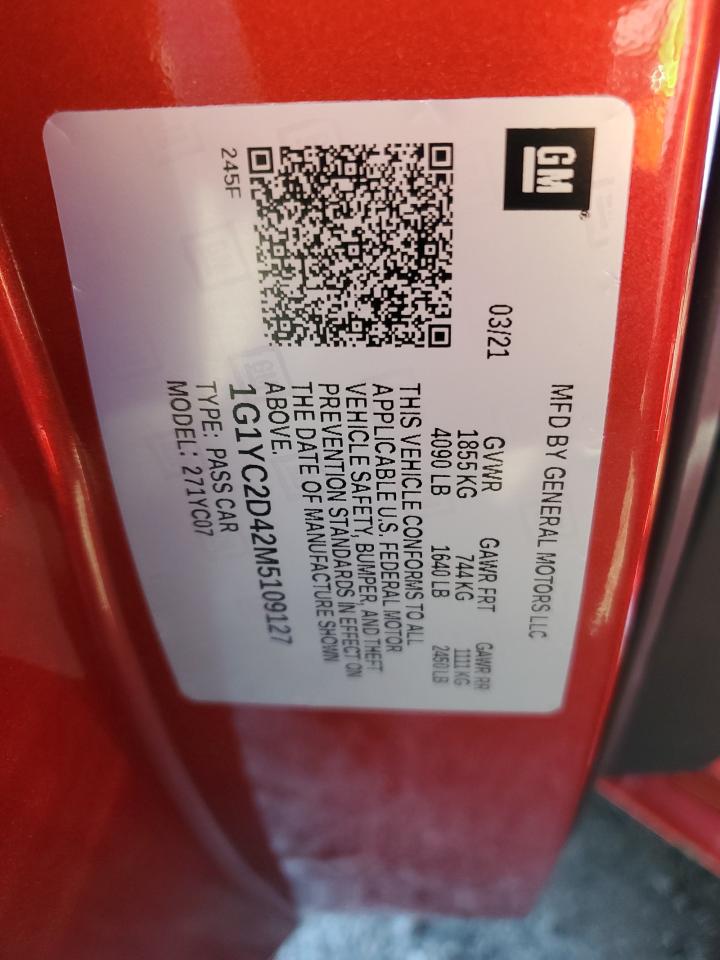 GM
MFD BY GENERAL MOTORS LLC
03/21
GVWR GAWR FRT GAWR RR
1855 KG 744 KG 1111 KG
4090 LB 1640 LB 2450 LB
THIS VEHICLE CONFORMS TO ALL
APPLICABLE U.S. FEDERAL MOTOR
VEHICLE SAFETY, BUMPER, AND THEFT
PREVENTION STANDARDS IN EFFECT ON
THE DATE OF MANUFACTURE SHOWN
ABOVE.
1G1YC2D42M5109127
TYPE: PASS CAR
MODEL: 271YC07
245F